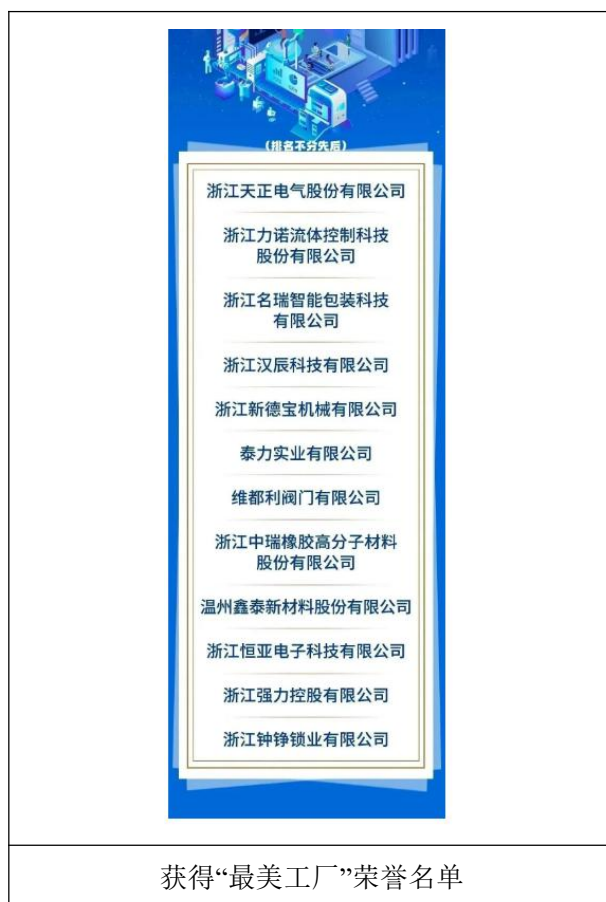 （排名不分先后）
浙江天正电气股份有限公司
浙江力诺流体控制科技
股份有限公司
浙江名瑞智能包装科技
有限公司
浙江汉辰科技有限公司
浙江新德宝机械有限公司
泰力实业有限公司
维都利阀门有限公司
浙江中瑞橡胶高分子材料
股份有限公司
温州鑫泰新材料股份有限公司
浙江恒亚电子科技有限公司
浙江强力控股有限公司
浙江钟铮锁业有限公司
获得“最美工厂”荣誉名单